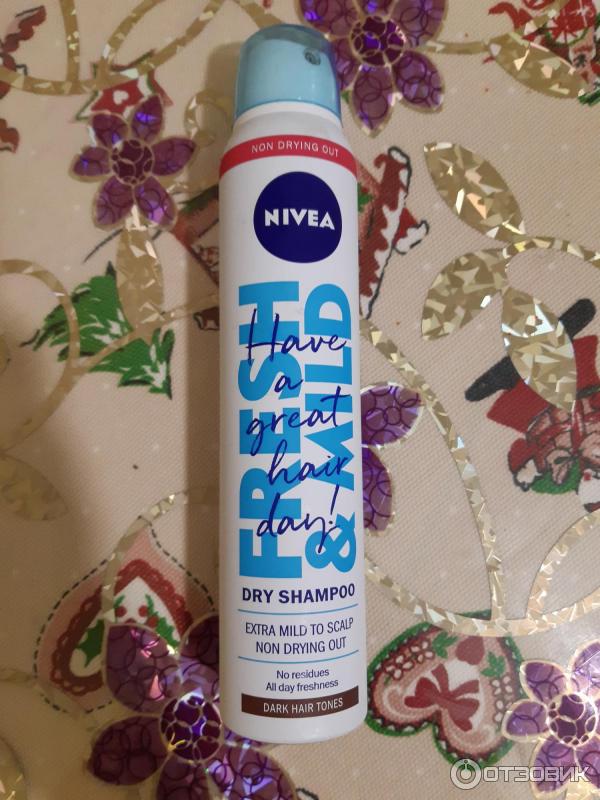 NON DRYING OUT
NIVEA
FRESH
& MILD
Have
a
great
hair
day!
DRY SHAMPOO
EXTRA MILD TO SCALP
NON DRYING OUT
No residues
All day freshness
DARK HAIR TONES
ОТЗОВИК